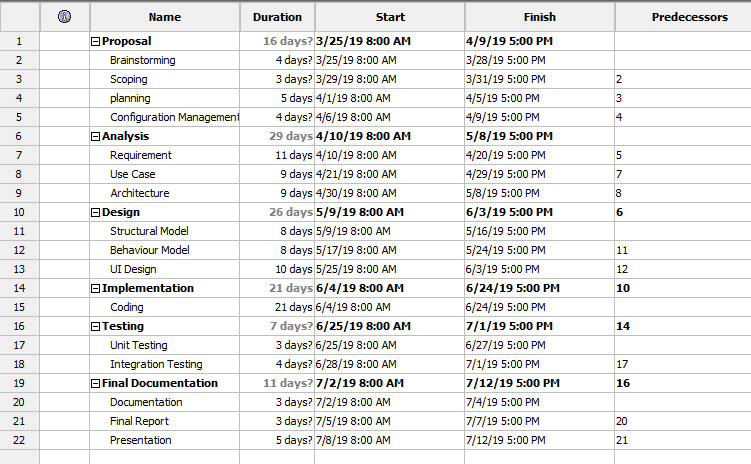 Name Duration Start Finish Predecessors
1 Proposal 16 days? 3/25/19 8:00 AM 4/9/19 5:00 PM
2 Brainstorming 4 days? 3/25/19 8:00 AM 3/28/19 5:00 PM
3 Scoping 3 days? 3/29/19 8:00 AM 3/31/19 5:00 PM 2
4 planning 5 days 4/1/19 8:00 AM 4/5/19 5:00 PM 3
5 Configuration Management 4 days? 4/6/19 8:00 AM 4/9/19 5:00 PM 4
6 Analysis 29 days 4/10/19 8:00 AM 5/8/19 5:00 PM
7 Requirement 11 days 4/10/19 8:00 AM 4/20/19 5:00 PM 5
8 Use Case 9 days 4/21/19 8:00 AM 4/29/19 5:00 PM 7
9 Architecture 9 days 4/30/19 8:00 AM 5/8/19 5:00 PM 8
10 Design 26 days 5/9/19 8:00 AM 6/3/19 5:00 PM 6
11 Structural Model 8 days 5/9/19 8:00 AM 5/16/19 5:00 PM
12 Behaviour Model 8 days 5/17/19 8:00 AM 5/24/19 5:00 PM 11
13 UI Design 10 days 5/25/19 8:00 AM 6/3/19 5:00 PM 12
14 Implementation 21 days 6/4/19 8:00 AM 6/24/19 5:00 PM 10
15 Coding 21 days 6/4/19 8:00 AM 6/24/19 5:00 PM
16 Testing 7 days? 6/25/19 8:00 AM 7/1/19 5:00 PM 14
17 Unit Testing 3 days? 6/25/19 8:00 AM 6/27/19 5:00 PM
18 Integration Testing 4 days? 6/28/19 8:00 AM 7/1/19 5:00 PM 17
19 Final Documentation 11 days? 7/2/19 8:00 AM 7/12/19 5:00 PM 16
20 Documentation 3 days? 7/2/19 8:00 AM 7/4/19 5:00 PM
21 Final Report 3 days? 7/5/19 8:00 AM 7/7/19 5:00 PM 20
22 Presentation 5 days? 7/8/19 8:00 AM 7/12/19 5:00 PM 21